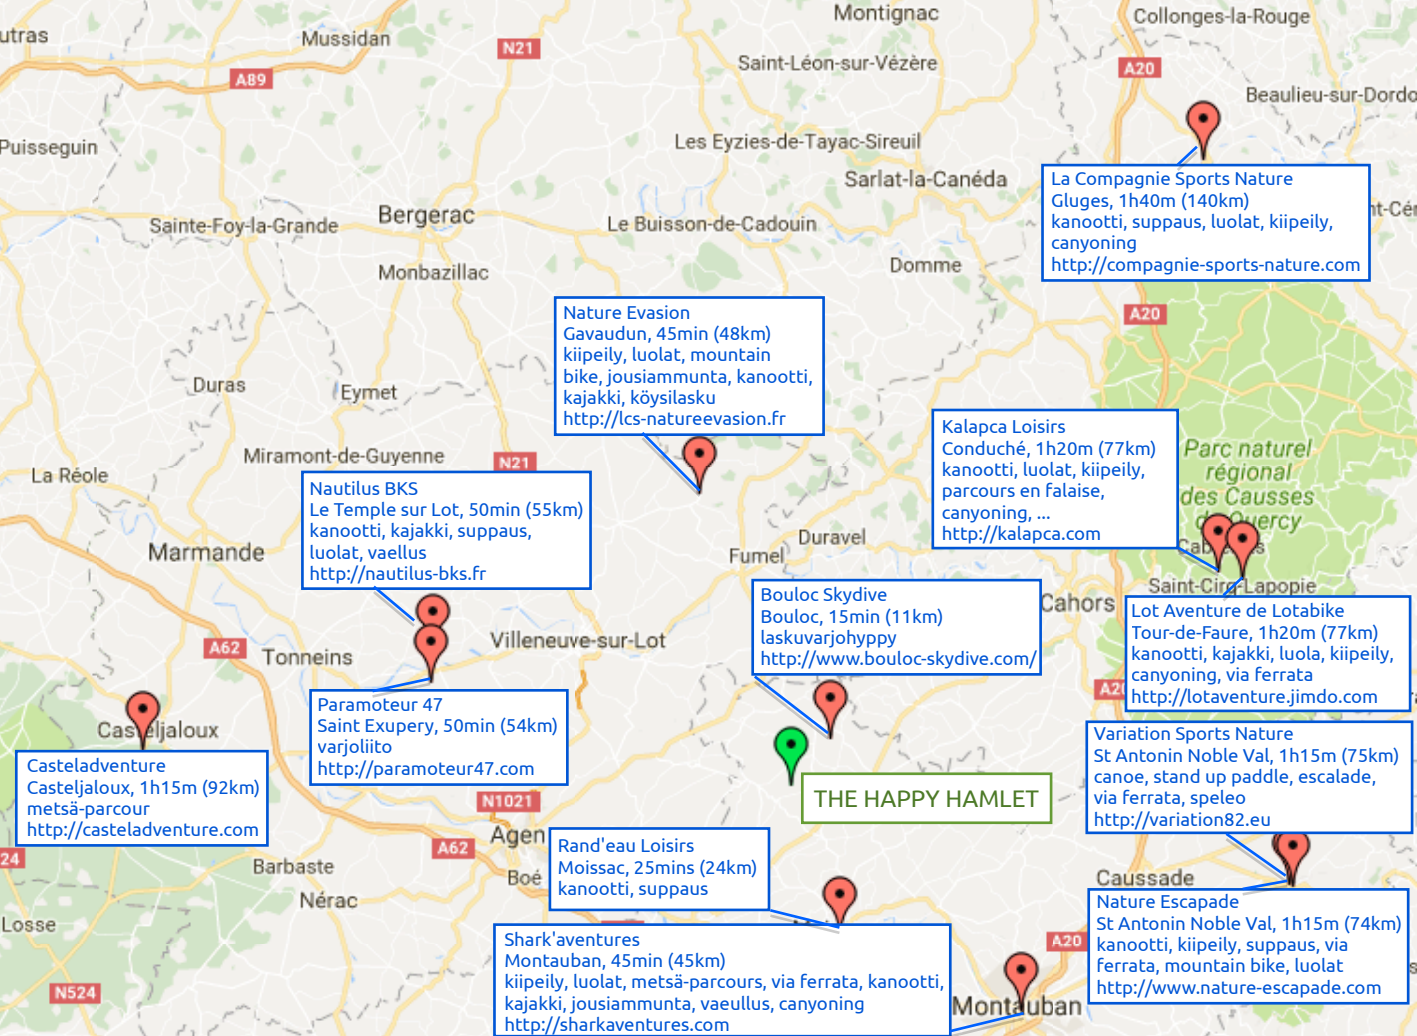 Montignac
Collonges-la-Rouge
utras
Mussidan
N21
Saint-Léon-sur-Vézère
A20
A89
Beaulieu-sur-Dordo
Puisseguin
Les Eyzies-de-Tayac-Sireuil
Sarlat-la-Canéda
La Compagnie Sports Nature
Gluges, 1h40m (140km)
kanootti, suppaus, luolat, kiipeily,
canyoning
http://compagnie-sports-nature.com
nt-Cér
Sainte-Foy-la-Grande
Bergerac
Le Buisson-de-Cadouin
Monbazillac
Domme
A20
Nature Evasion
Gavaudun, 45min (48km)
kiipeily, luolat, mountain
bike, jousiammunta, kanootti,
kajakki, köysilasku
http://lcs-natureevasion.fr
Duras
Eymet
Kalapca Loisirs
Conduché, 1h20m (77km)
kanootti, luolat, kiipeily,
parcours en falaise,
canyoning, ...
http://kalapca.com
Parc naturel
régional
des Causses
Quercy
La Réole
Miramont-de-Guyenne
N21
Nautilus BKS
Le Temple sur Lot, 50min (55km)
kanootti, kajakki, suppaus,
luolat, vaellus
http://nautilus-bks.fr
Marmande
Fumel
Duravel
Saint-Cirq-Lapopie
Cahors
Bouloc Skydive
Bouloc, 15min (11km)
laskuvarjohyppy
http://www.bouloc-skydive.com/
Lot Aventure de Lotabike
Tour-de-Faure, 1h20m (77km)
kanootti, kajakki, luola, kiipeily,
canyoning, via ferrata
http://lotaventure.jimdo.com
A62
Tonneins
Villeneuve-sur-Lot
A20
Paramoteur 47
Saint Exupery, 50min (54km)
varjoliito
http://paramoteur47.com
Casteljaloux
Casteladventure
Casteljaloux, 1h15m (92km)
metsä-parcour
http://casteladventure.com
Variation Sports Nature
St Antonin Noble Val, 1h15m (75km)
canoe, stand up paddle, escalade,
via ferrata, speleo
http://variation82.eu
THE HAPPY HAMLET
N1021
Agen
A62
24
Barbaste
Boé
Nérac
Losse
Rand'eau Loisirs
Moissac, 25mins (24km)
kanootti, suppaus
Caussade
Nature Escapade
St Antonin Noble Val, 1h15m (74km)
kanootti, kiipeily, suppaus, via
ferrata, mountain bike, luolat
http://www.nature-escapade.com
A20
Shark'aventures
Montauban, 45min (45km)
kiipeily, luolat, metsä-parcours, via ferrata, kanootti,
kajakki, jousiammunta, vaeullus, canyoning
http://sharkaventures.com
N524
Montauban